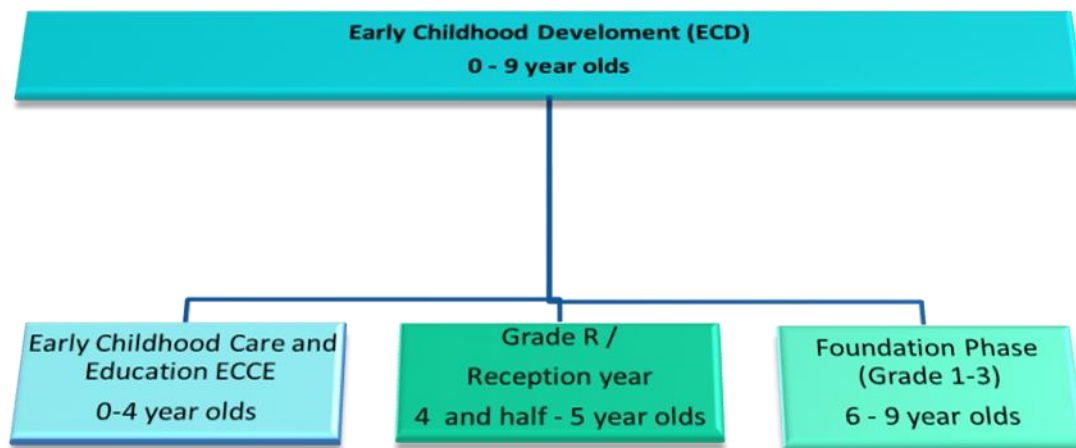 Early Childhood Develoment (ECD)
0 - 9 year olds
Early Childhood Care and
Education ECCE
0-4 year olds
Grade R /
Reception year
4 and half - 5 year olds
Foundation Phase
(Grade 1-3)
6 - 9 year olds